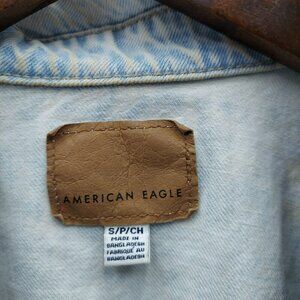 AMERICAN EAGLE
S/P/CH
MADE IN
BANGLADESH
FABRIQUÉ AU
BANGLADESH